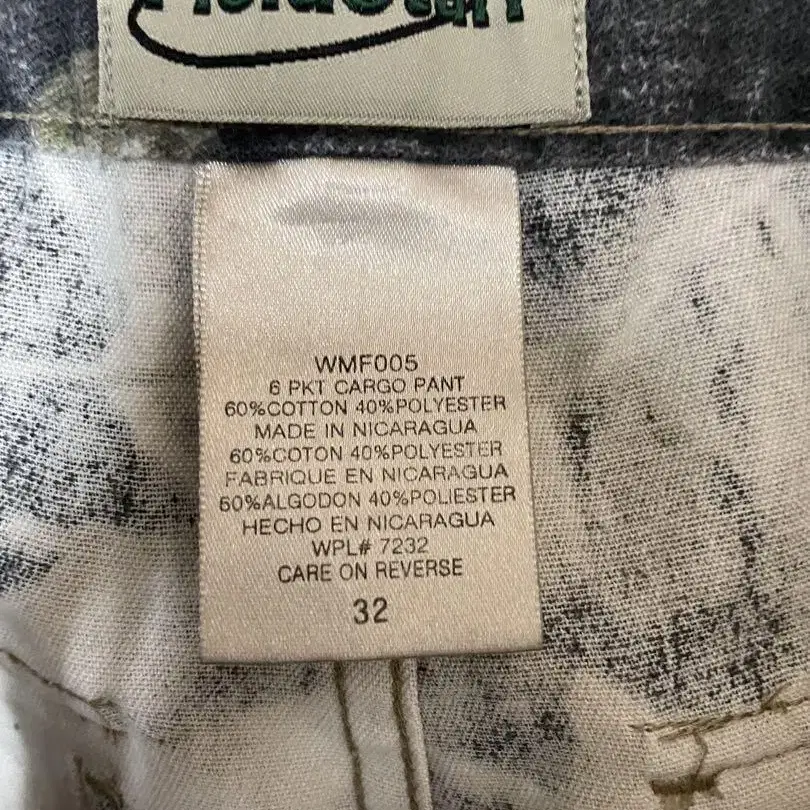 WMF005
6 PKT CARGO PANT
60%COTTON 40%POLYESTER
MADE IN NICARAGUA
60%COTON 40%POLYESTER
FABRIQUE EN NICARAGUA
60%ALGODON 40%POLIESTER
HECHO EN NICARAGUA
WPL# 7232
CARE ON REVERSE
32